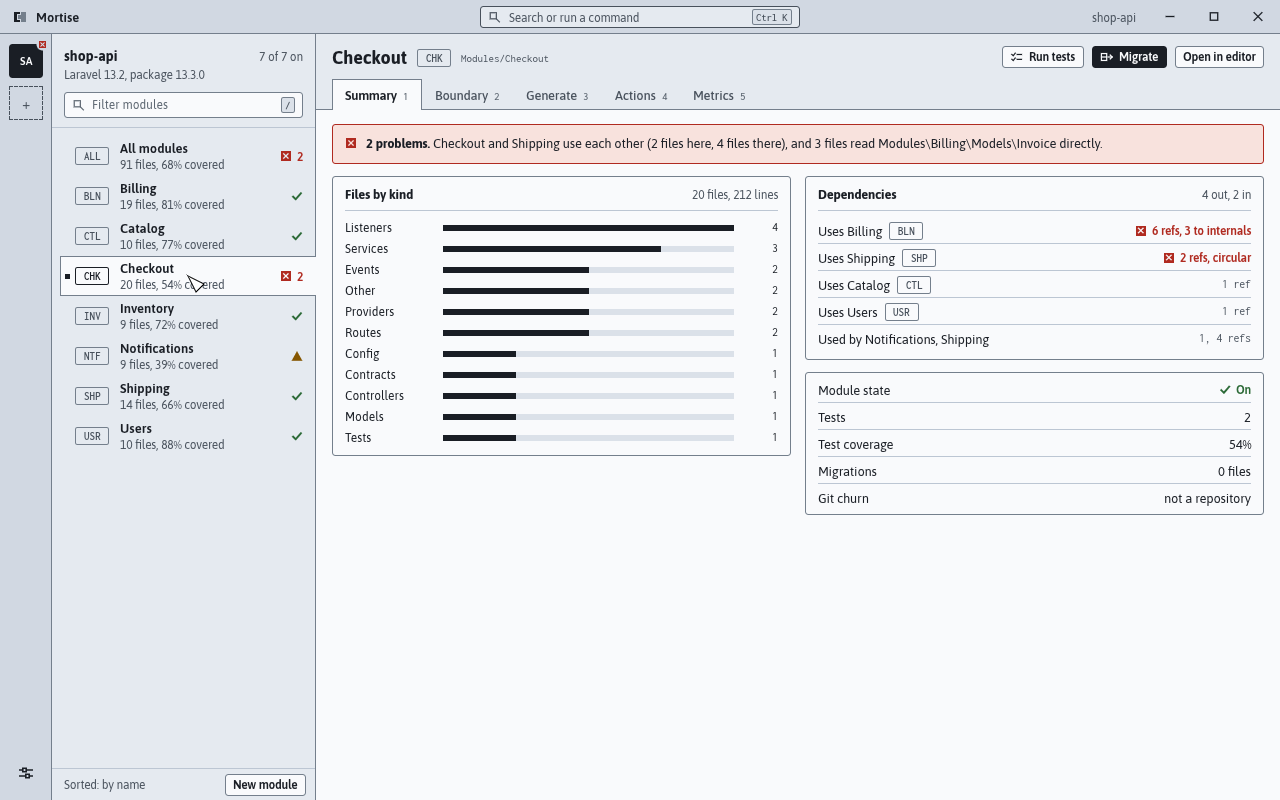 Mortise
Search or run a command
Ctrl K
shop-api
SA
+
shop-api
7 of 7 on
Laravel 13.2, package 13.3.0
Filter modules
/
ALL
All modules
91 files, 68% covered
2
BLN
Billing
19 files, 81% covered
CTL
Catalog
10 files, 77% covered
CHK
Checkout
20 files, 54% covered
2
INV
Inventory
9 files, 72% covered
NTF
Notifications
9 files, 39% covered
SHP
Shipping
14 files, 66% covered
USR
Users
10 files, 88% covered
Sorted: by name
New module
Checkout
CHK
Modules/Checkout
Run tests
Migrate
Open in editor
Summary 1
Boundary 2
Generate 3
Actions 4
Metrics 5
2 problems. Checkout and Shipping use each other (2 files here, 4 files there), and 3 files read Modules\Billing\Models\Invoice directly.
Files by kind
20 files, 212 lines
Listeners 4
Services 3
Events 2
Other 2
Providers 2
Routes 2
Config 1
Contracts 1
Controllers 1
Models 1
Tests 1
Dependencies
4 out, 2 in
Uses Billing BLN 6 refs, 3 to internals
Uses Shipping SHP 2 refs, circular
Uses Catalog CTL 1 ref
Uses Users USR 1 ref
Used by Notifications, Shipping 1, 4 refs
Module state On
Tests 2
Test coverage 54%
Migrations 0 files
Git churn not a repository